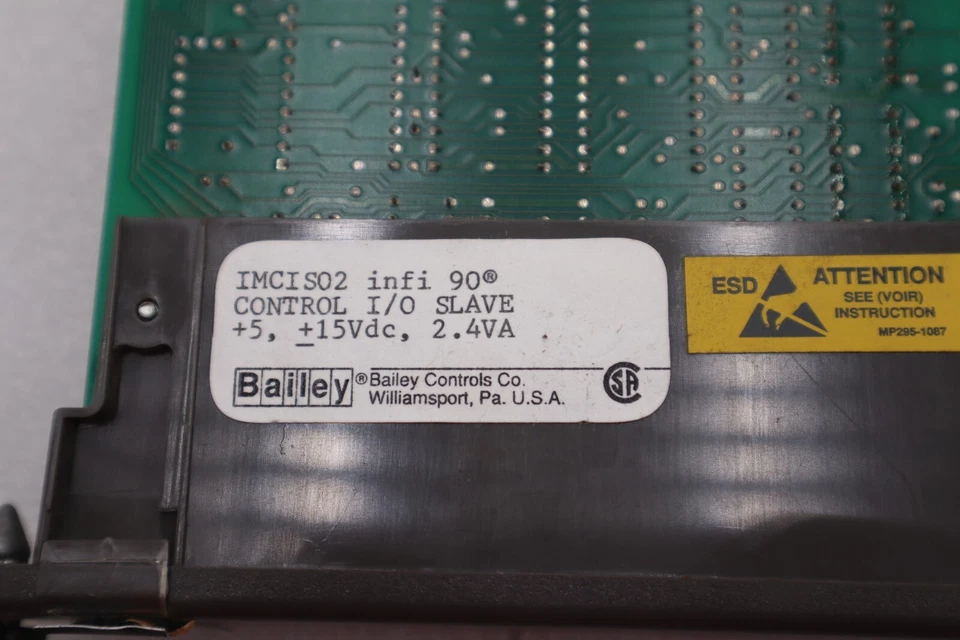 IMCIS02 infi 90®
CONTROL I/O SLAVE
+5, ±15Vdc, 2.4VA
Bailey® Bailey Controls Co.
Williamsport, Pa. U.S.A.
SA
ESD ATTENTION
SEE (VOIR)
INSTRUCTION
MP295-1087